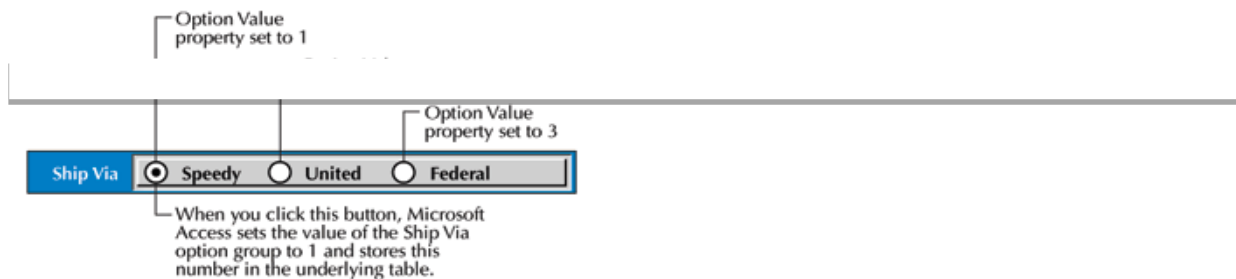 Option Value
property set to 1
Option Value
property set to 3
Ship Via Speedy United Federal
When you click this button, Microsoft
Access sets the value of the Ship Via
option group to 1 and stores this
number in the underlying table.